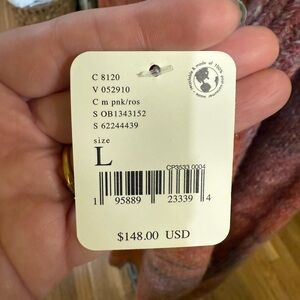 C 8120
V 052910
C m pnk/ros
S OB1343152
S 62244439
size
L
CP3533 0004
1 95889 23339 4
$148.00 USD